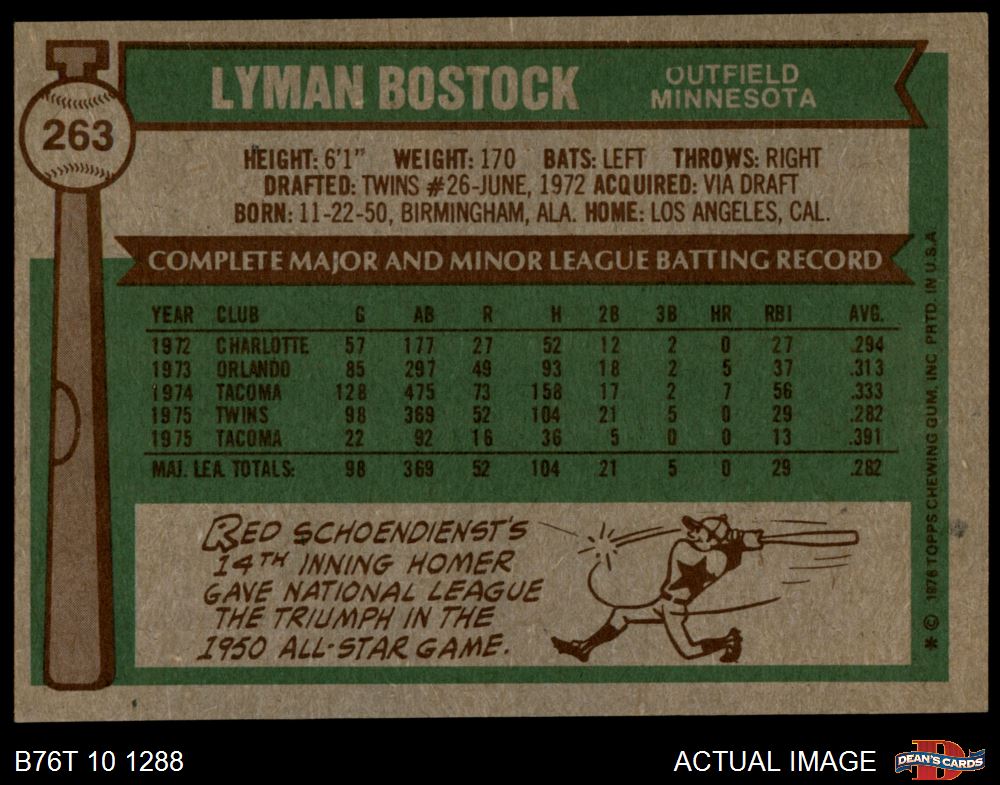 263
LYMAN BOSTOCK
OUTFIELD
MINNESOTA
HEIGHT: 6'1" WEIGHT: 170 BATS: LEFT THROWS: RIGHT
DRAFTED: TWINS #26-JUNE, 1972 ACQUIRED: VIA DRAFT
BORN: 11-22-50, BIRMINGHAM, ALA. HOME: LOS ANGELES, CAL.
COMPLETE MAJOR AND MINOR LEAGUE BATTING RECORD
YEAR CLUB G AB R H 2B 3B HR RBI AVG.
1972 CHARLOTTE 57 177 27 52 12 2 0 27 .294
1973 ORLANDO 85 297 49 93 18 2 5 37 .313
1974 TACOMA 128 475 73 158 17 2 7 56 .333
1975 TWINS 98 369 52 104 21 5 0 29 .282
1975 TACOMA 22 92 16 36 5 0 0 13 .391
MAJ. LEA. TOTALS: 98 369 52 104 21 5 0 29 .282
RED SCHOENDIENST'S
14TH INNING HOMER
GAVE NATIONAL LEAGUE
THE TRIUMPH IN THE
1950 ALL-STAR GAME.
* © 1976 TOPPS CHEWING GUM, INC. PRTD. IN U.S.A.
B76T 10 1288
ACTUAL IMAGE
D
DEAN'S CARDS